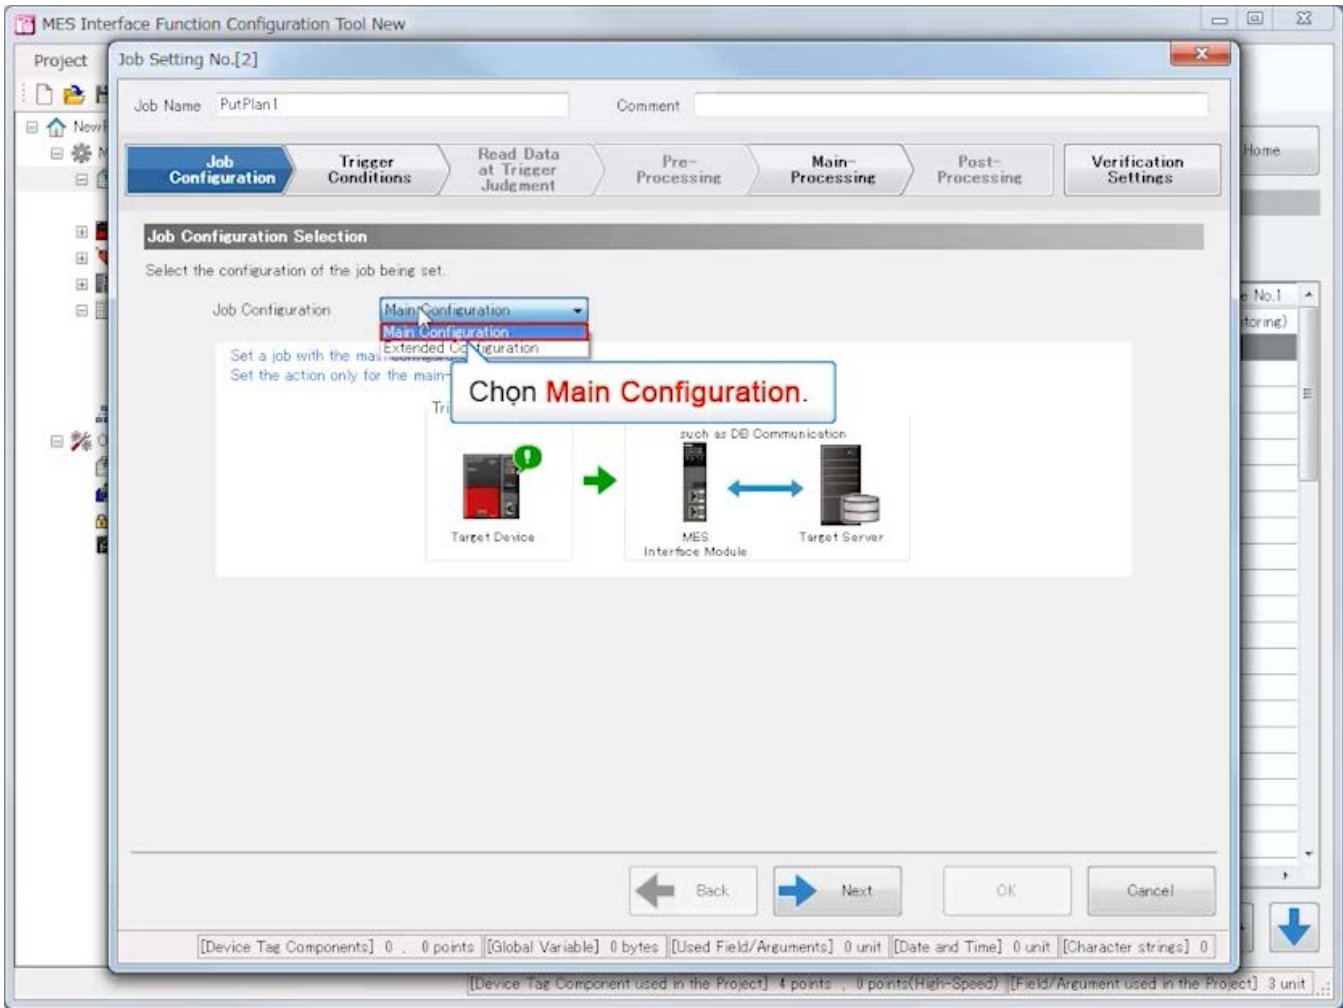 MES Interface Function Configuration Tool New
Project
Job Setting No.[2]
Job Name PutPlan1 Comment
Job Configuration
Trigger Conditions
Read Data at Trigger Judgment
Pre-Processing
Main-Processing
Post-Processing
Verification Settings
Home
Job Configuration Selection
Select the configuration of the job being set.
Job Configuration Main Configuration
Main Configuration
Extended Configuration
Set a job with the
Set the action only for the main-
Chọn Main Configuration.
such as DB Communication
Target Device
MES Interface Module
Target Server
No.1
Back Next OK Cancel
[Device Tag Components] 0 , 0 points [Global Variable] 0 bytes [Used Field/Arguments] 0 unit [Date and Time] 0 unit [Character strings] 0
[Device Tag Component used in the Project] 4 points , 0 points(High-Speed) [Field/Argument used in the Project] 3 unit